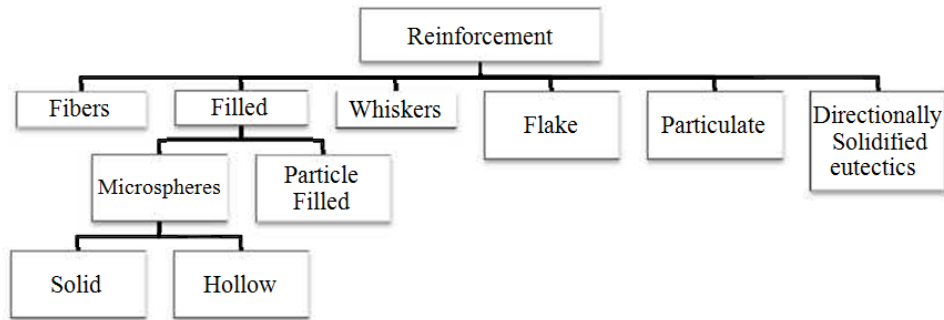 Reinforcement
Fibers
Filled
Whiskers
Flake
Particulate
Directionally
Solidified
eutectics
Microspheres
Particle
Filled
Solid
Hollow